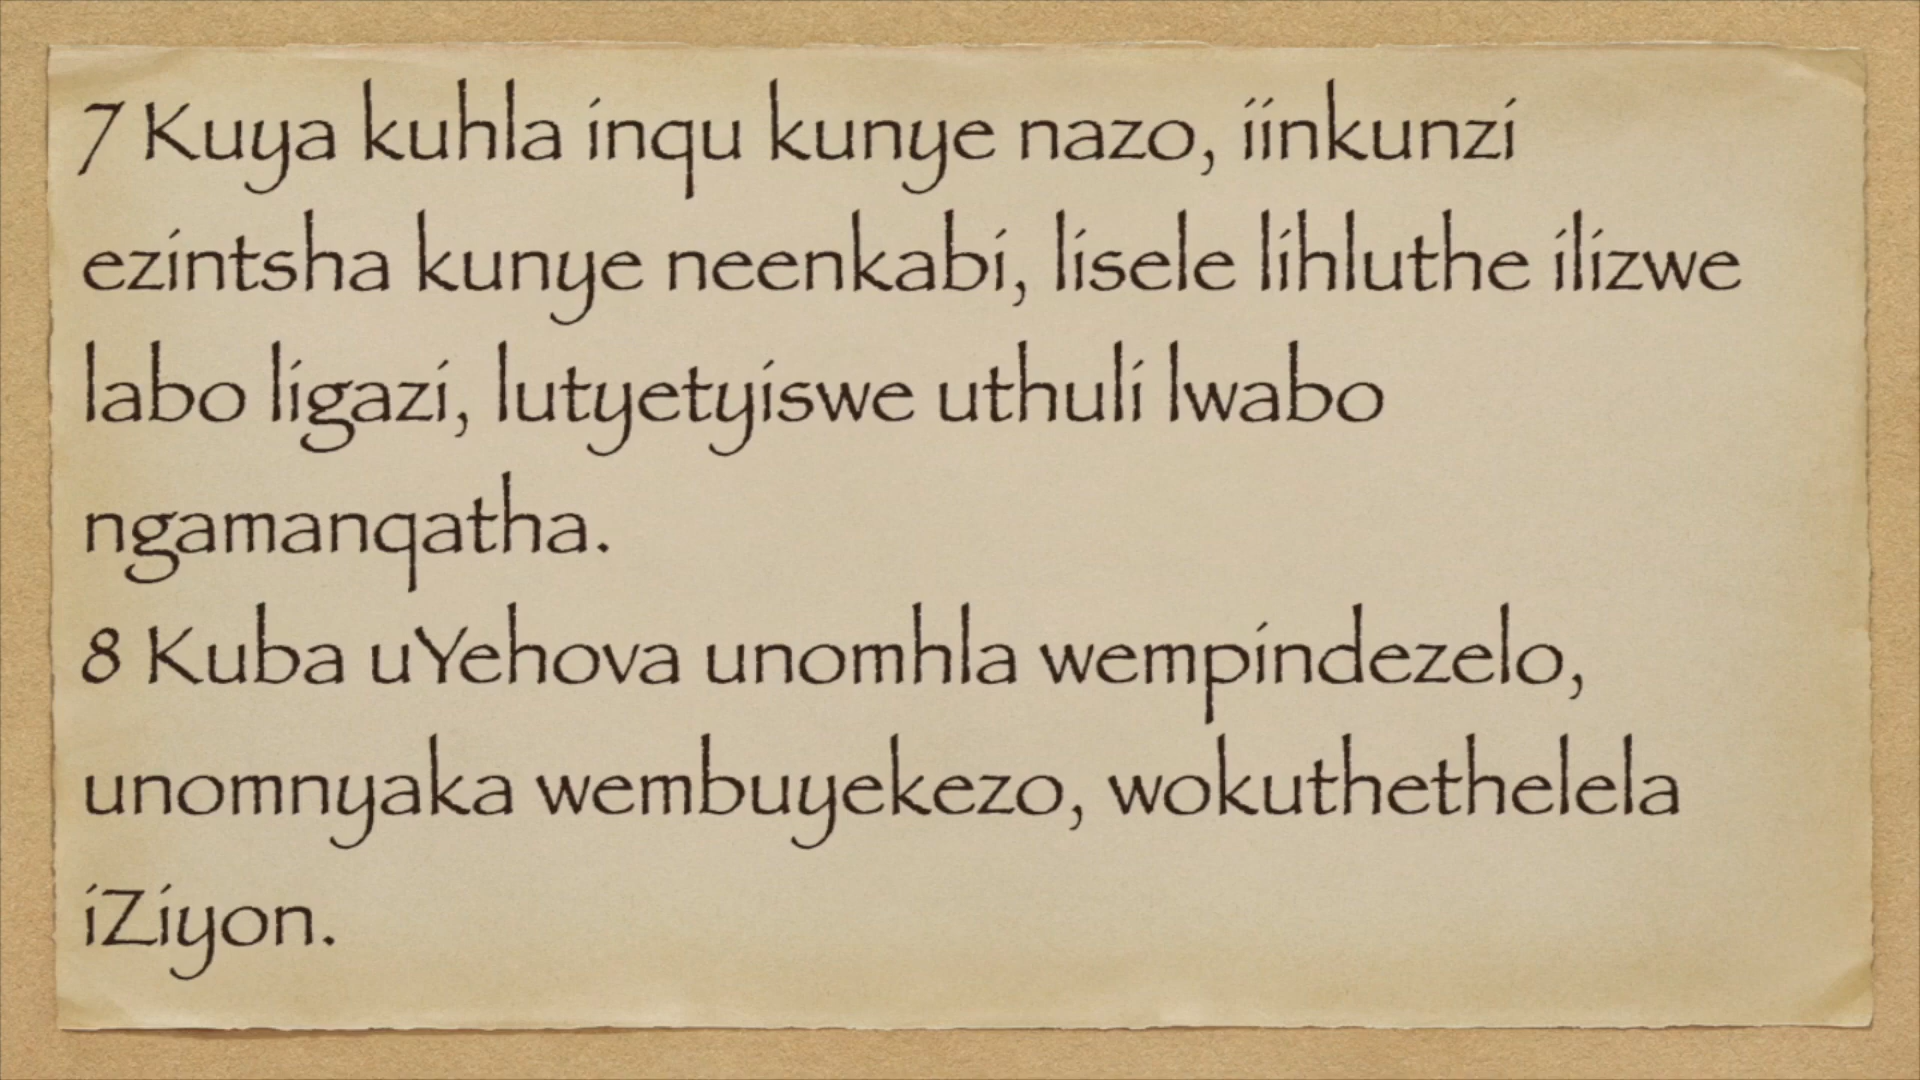 7 Kuya kuhla inqu kunye nazo, iinkunzi
ezintsha kunye neenkabi, lisele lihluthe ilizwe
labo ligazi, lutyetyiswe uthuli lwabo
ngamanqatha.
8 Kuba uYehova unomhla wempindezelo,
unomnyaka wembuyekezo, wokuthethelela
iZiyon.